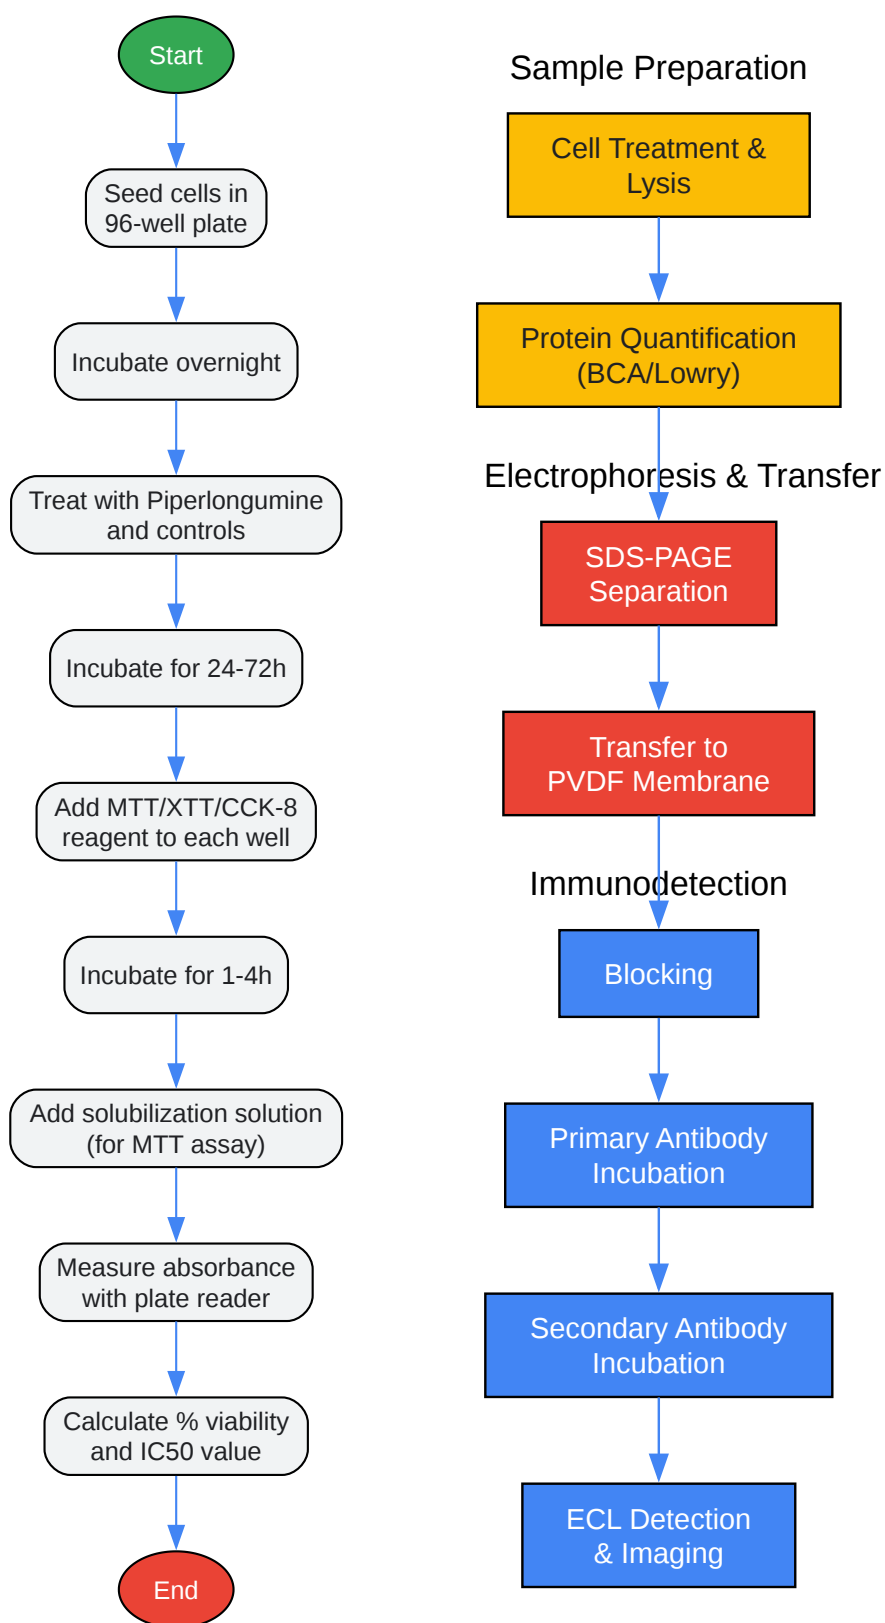 Start
Seed cells in
96-well plate
Incubate overnight
Treat with Piperlongumine
and controls
Incubate for 24-72h
Add MTT/XTT/CCK-8
reagent to each well
Incubate for 1-4h
Add solubilization solution
(for MTT assay)
Measure absorbance
with plate reader
Calculate % viability
and IC50 value
End
Sample Preparation
Cell Treatment &
Lysis
Protein Quantification
(BCA/Lowry)
Electrophoresis & Transfer
SDS-PAGE
Separation
Transfer to
PVDF Membrane
Immunodetection
Blocking
Primary Antibody
Incubation
Secondary Antibody
Incubation
ECL Detection
& Imaging